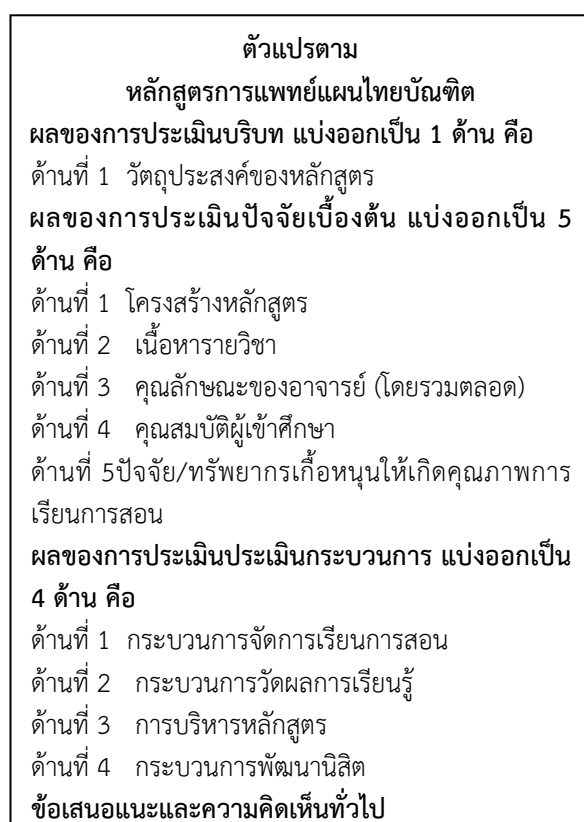 ตัวแปรตาม
หลักสูตรการแพทย์แผนไทยบัณฑิต
ผลของการประเมินบริบท แบ่งออกเป็น 1 ด้าน คือ
ด้านที่ 1 วัตถุประสงค์ของหลักสูตร
ผลของการประเมินปัจจัยเบื้องต้น แบ่งออกเป็น 5
ด้าน คือ
ด้านที่ 1 โครงสร้างหลักสูตร
ด้านที่ 2 เนื้อหารายวิชา
ด้านที่ 3 คุณลักษณะของอาจารย์ (โดยรวมตลอด)
ด้านที่ 4 คุณสมบัติผู้เข้าศึกษา
ด้านที่ 5ปัจจัย/ทรัพยากรเกื้อหนุนให้เกิดคุณภาพการ
เรียนการสอน
ผลของการประเมินประเมินกระบวนการ แบ่งออกเป็น
4 ด้าน คือ
ด้านที่ 1 กระบวนการจัดการเรียนการสอน
ด้านที่ 2 กระบวนการวัดผลการเรียนรู้
ด้านที่ 3 การบริหารหลักสูตร
ด้านที่ 4 กระบวนการพัฒนานิสิต
ข้อเสนอแนะและความคิดเห็นทั่วไป